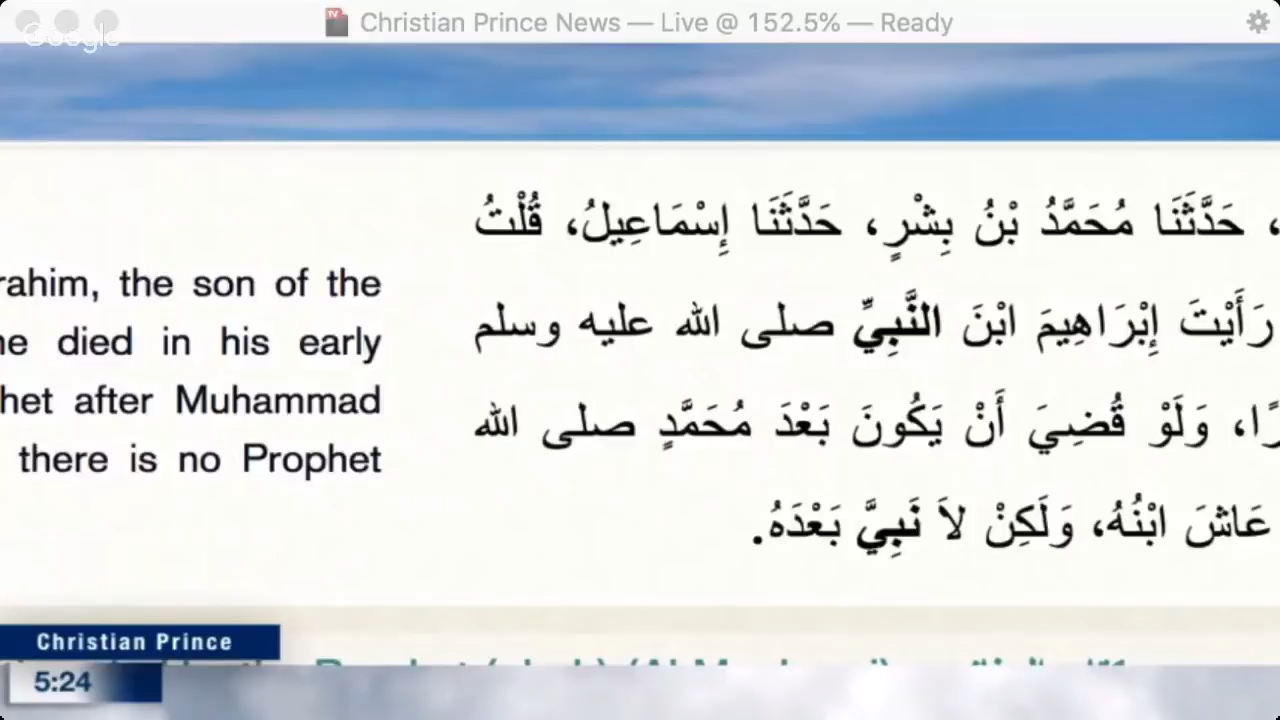 Google
Christian Prince News — Live @ 152.5% — Ready
، حَدَّثَنَا مُحَمَّدُ بْنُ بِشْرٍ، حَدَّثَنَا إِسْمَاعِيلُ، قُلْتُ
رَأَيْتَ إِبْرَاهِيمَ ابْنَ النَّبِيِّ صلى الله عليه وسلم
رًا، وَلَوْ قُضِيَ أَنْ يَكُونَ بَعْدَ مُحَمَّدٍ صلى الله
عَاشَ ابْنُهُ، وَلَكِنْ لاَ نَبِيَّ بَعْدَهُ.
rahim, the son of the
he died in his early
het after Muhammad
there is no Prophet
Christian Prince
5:24